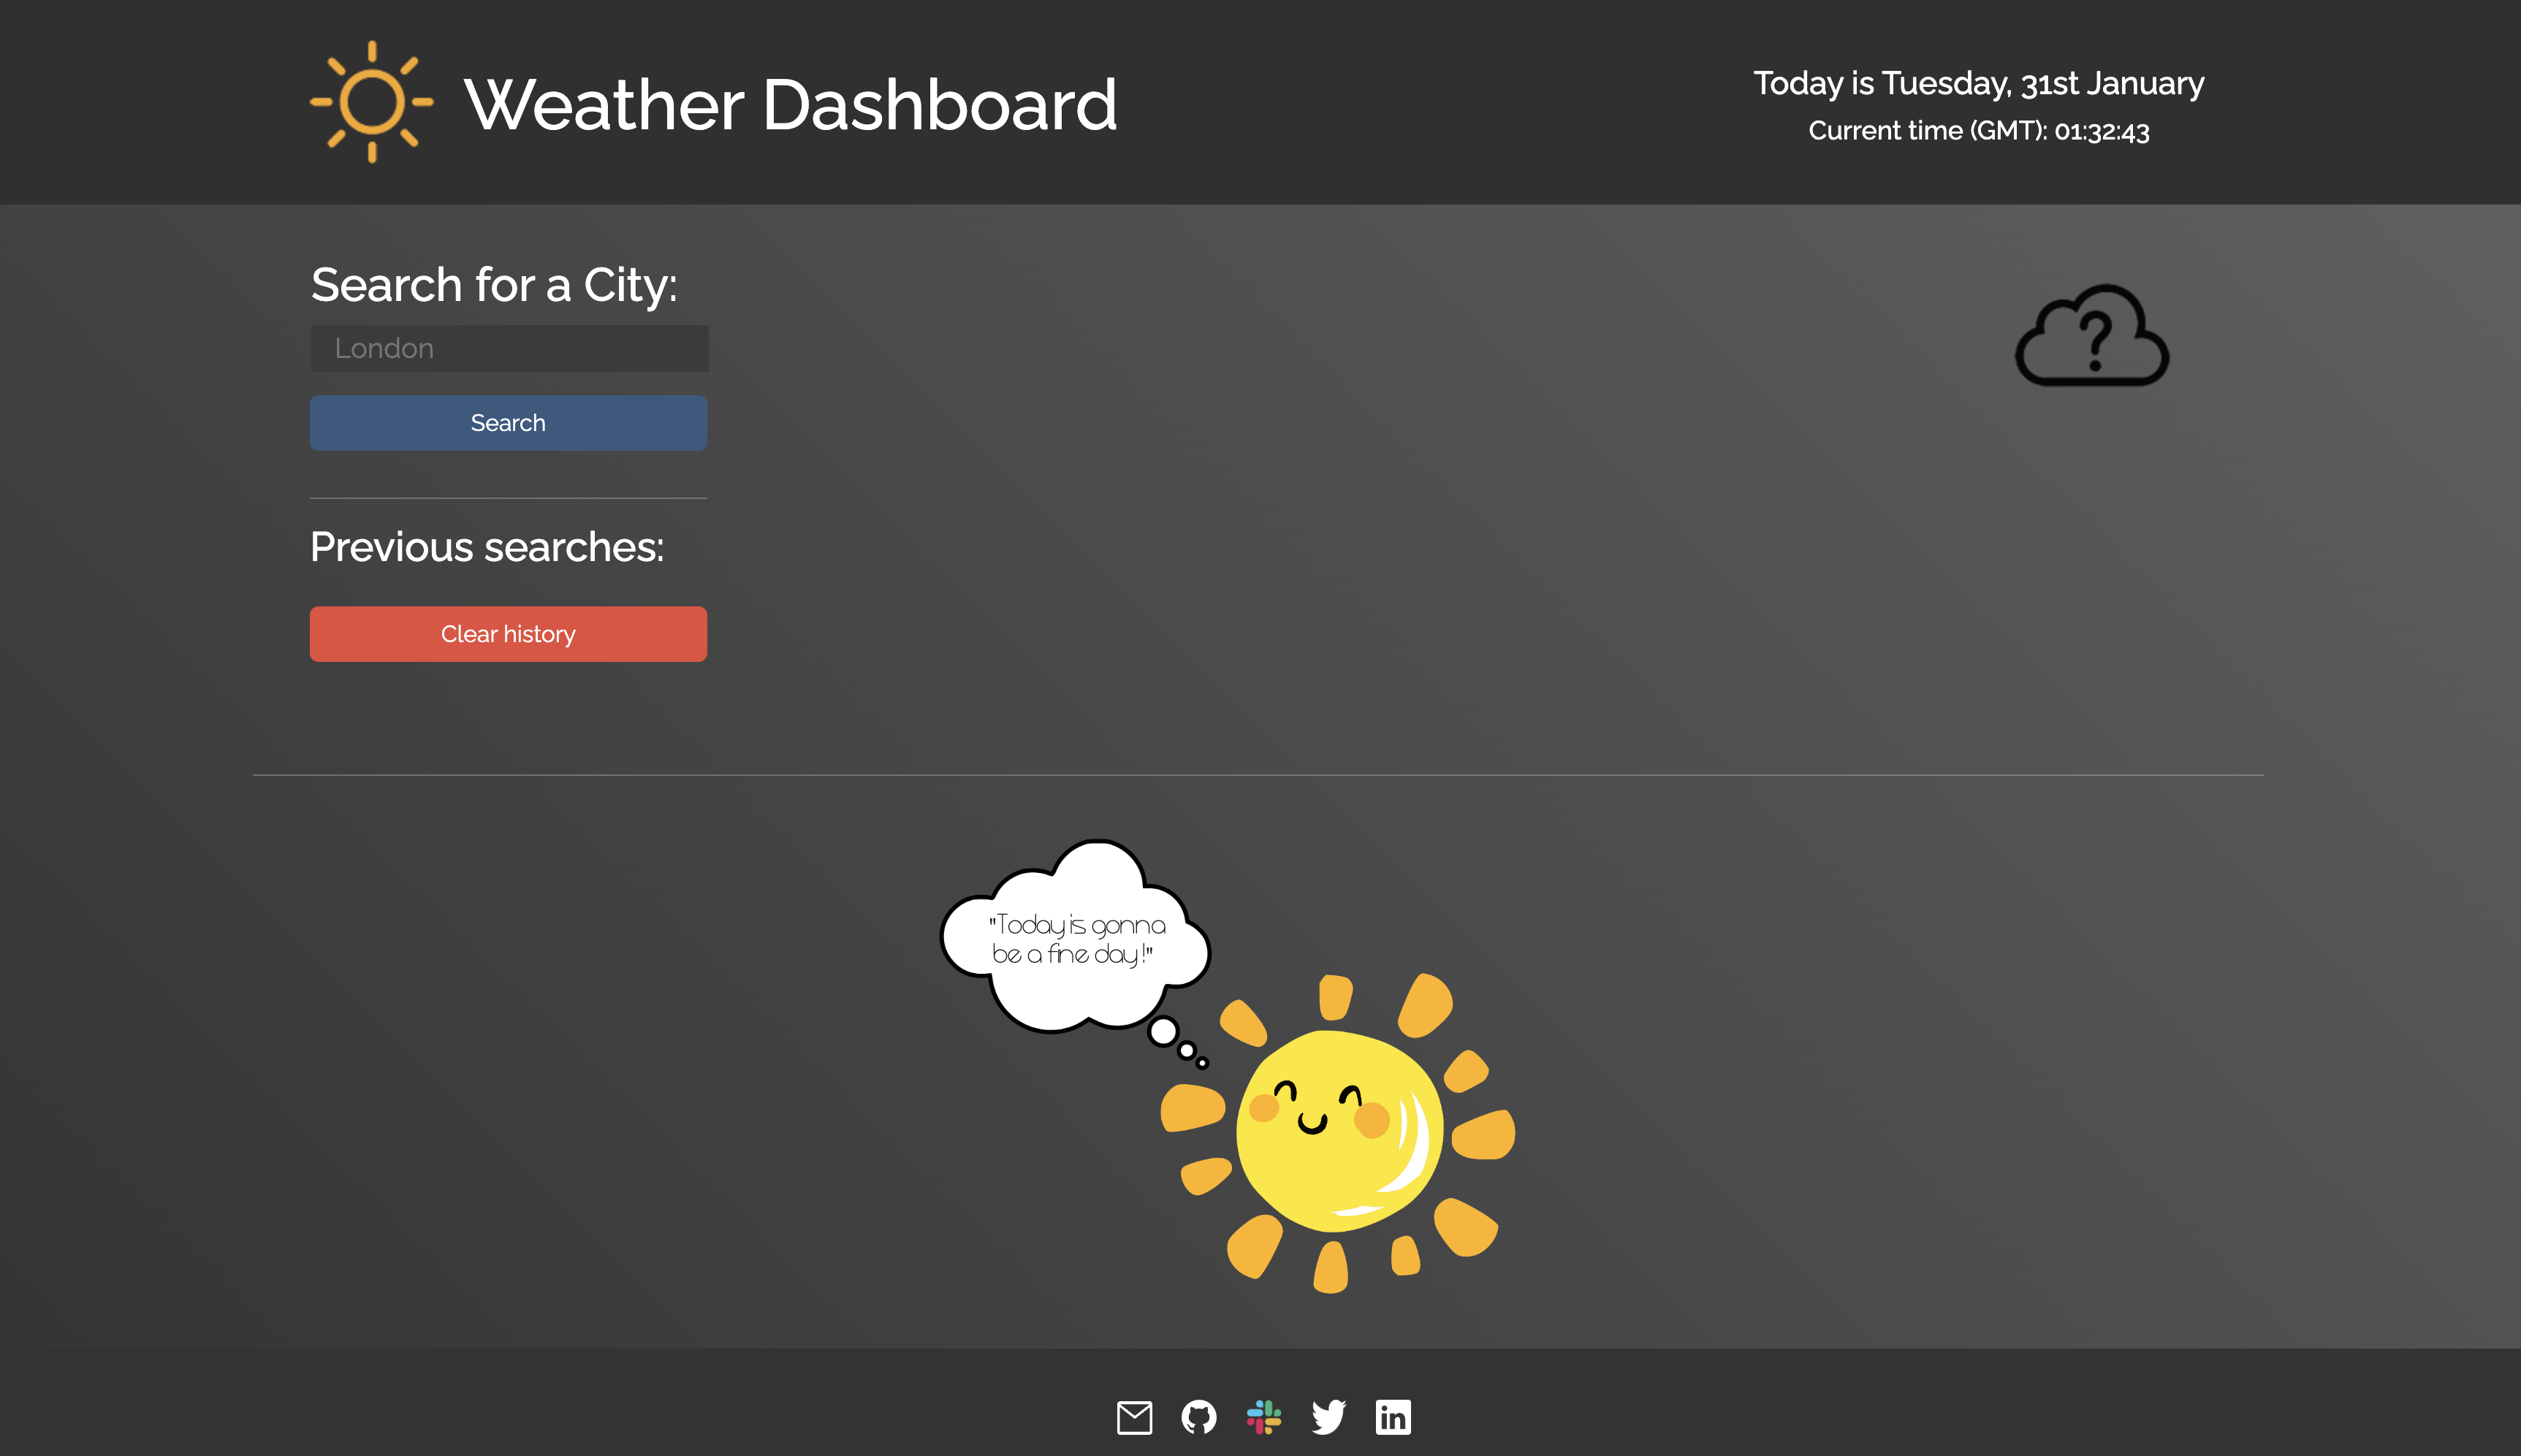 Weather Dashboard
Today is Tuesday, 31st January
Current time (GMT): 01:32:43
Search for a City:
London
Search
Previous searches:
Clear history
"Today is gonna
be a fine day!"
?
in